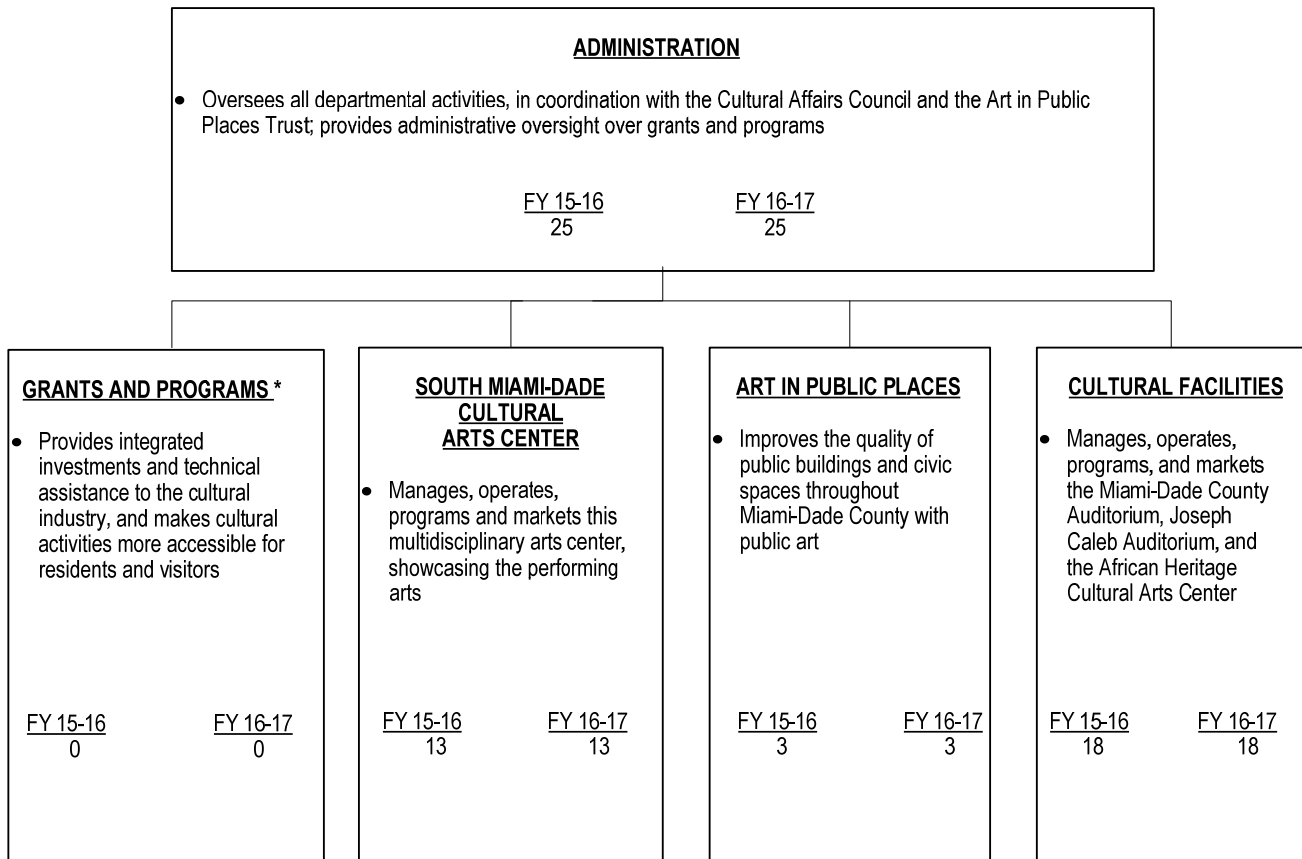 ADMINISTRATION
• Oversees all departmental activities, in coordination with the Cultural Affairs Council and the Art in Public
Places Trust; provides administrative oversight over grants and programs
FY 15-16 FY 16-17
25 25
GRANTS AND PROGRAMS *
• Provides integrated
investments and technical
assistance to the cultural
industry, and makes cultural
activities more accessible for
residents and visitors
FY 15-16 FY 16-17
0 0
SOUTH MIAMI-DADE
CULTURAL
ARTS CENTER
• Manages, operates,
programs and markets this
multidisciplinary arts center,
showcasing the performing
arts
FY 15-16 FY 16-17
13 13
ART IN PUBLIC PLACES
• Improves the quality of
public buildings and civic
spaces throughout
Miami-Dade County with
public art
FY 15-16 FY 16-17
3 3
CULTURAL FACILITIES
• Manages, operates,
programs, and markets
the Miami-Dade County
Auditorium, Joseph
Caleb Auditorium, and
the African Heritage
Cultural Arts Center
FY 15-16 FY 16-17
18 18